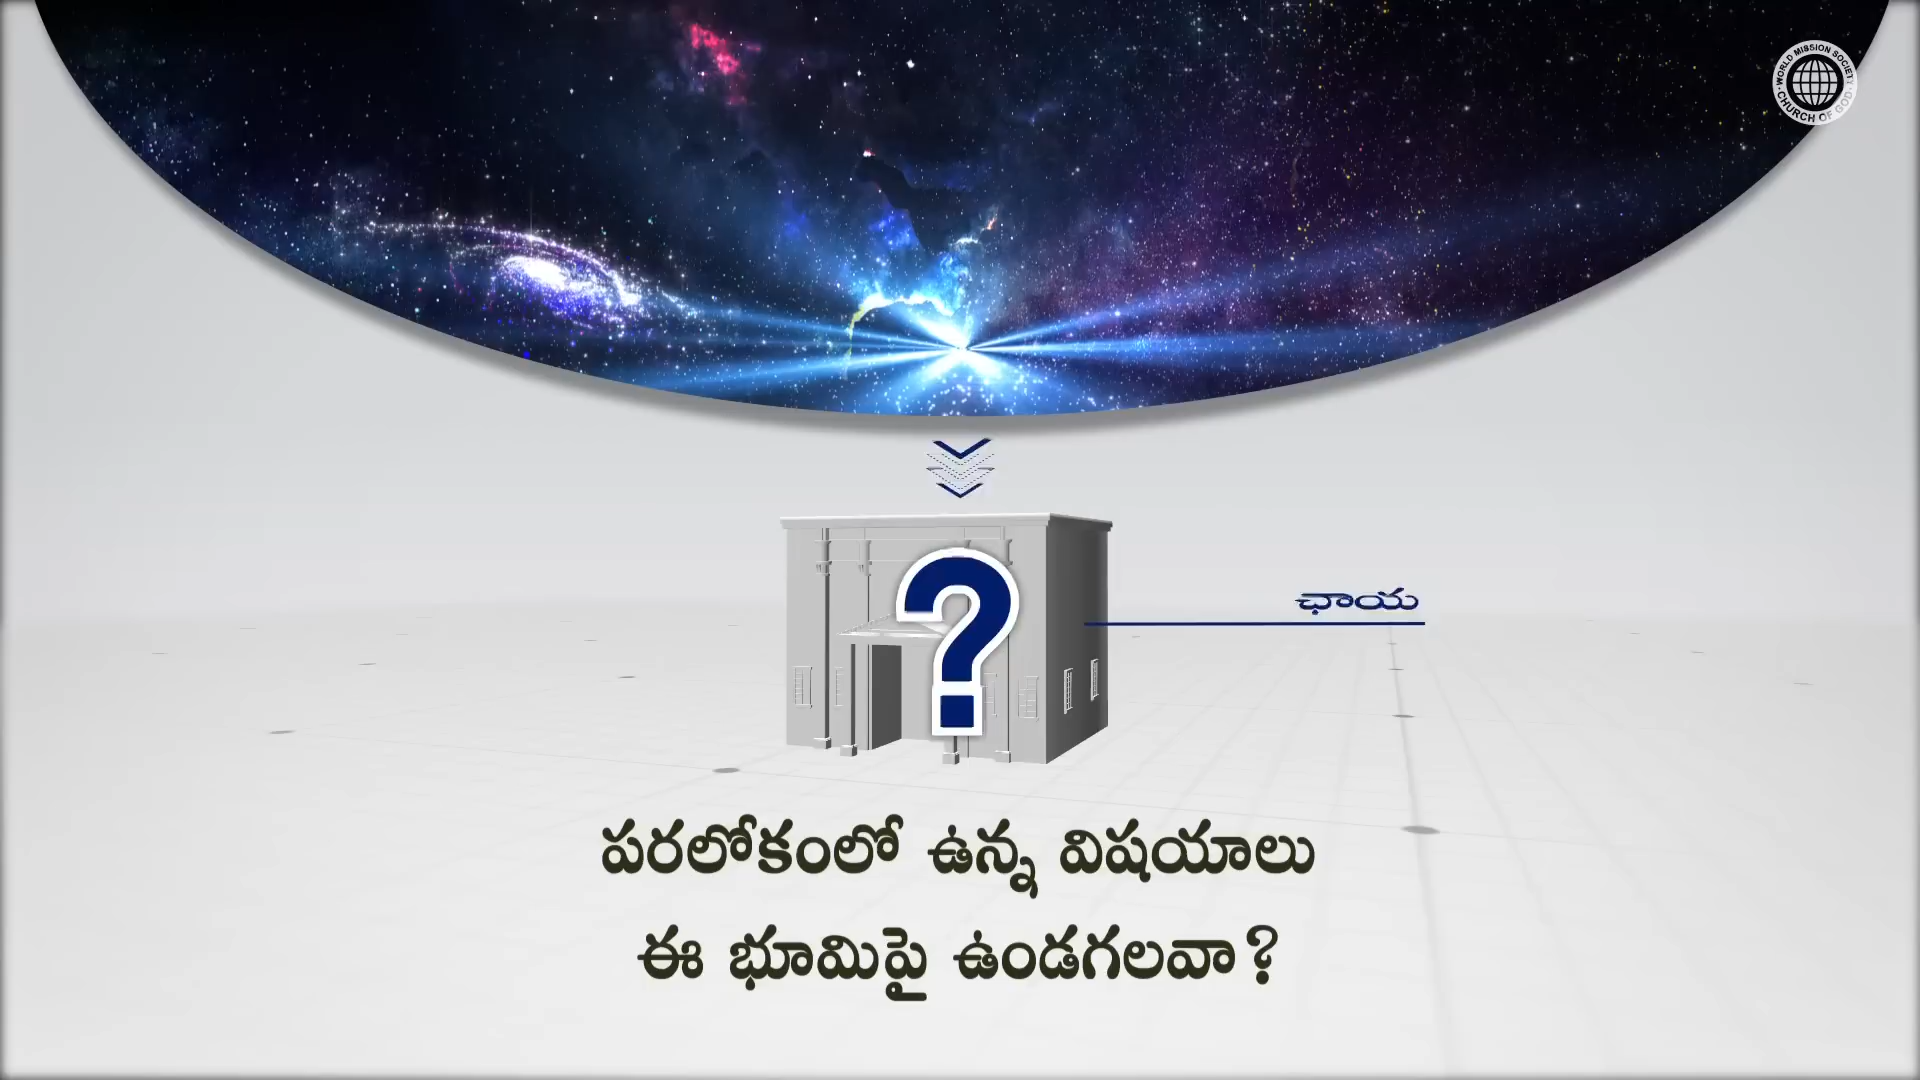 WORLD MISSION SOCIETY
CHURCH OF GOD
?
ఛాయ
పరలోకంలో ఉన్న విషయాలు
ఈ భూమిపై ఉండగలవా?